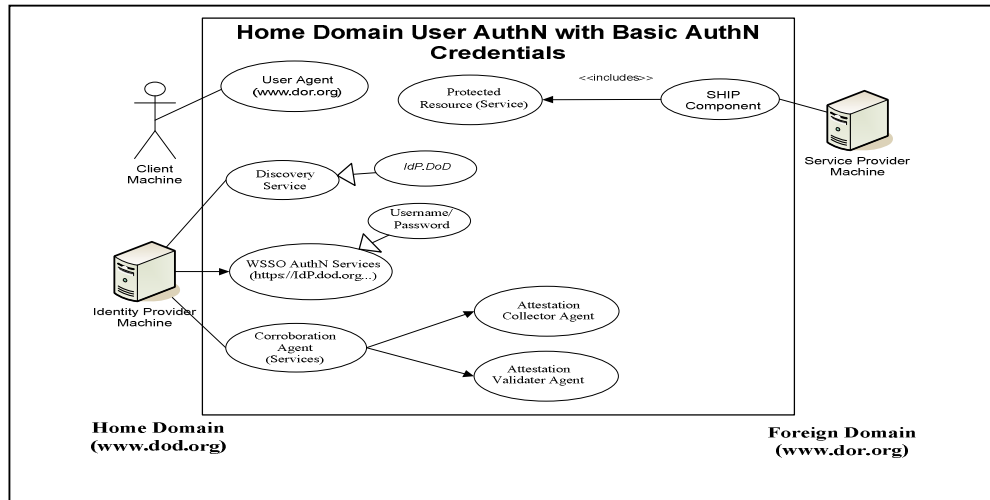 Home Domain User AuthN with Basic AuthN
Credentials
User Agent
(www.dor.org)
<<includes>>
Protected
Resource (Service)
SHIP
Component
Client
Machine
Service Provider
Machine
Discovery
Service
IdP.DoD
Username/
Password
WSSO AuthN Services
(https://IdP.dod.org...)
Identity Provider
Machine
Attestation
Collector Agent
Corroboration
Agent
(Services)
Attestation
Validater Agent
Home Domain
(www.dod.org)
Foreign Domain
(www.dor.org)